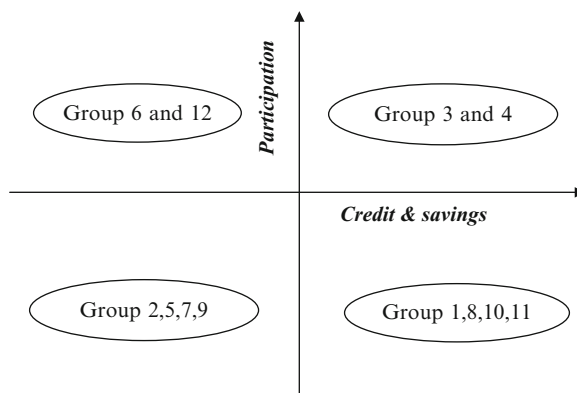 Participation
Group 6 and 12
Group 3 and 4
Credit & savings
Group 2,5,7,9
Group 1,8,10,11